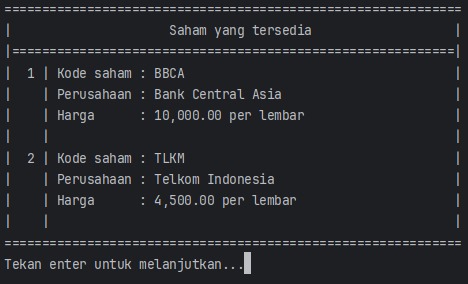 =============================================================
|                     Saham yang tersedia                   |
|===========================================================|
|  1 | Kode saham : BBCA                                    |
|    | Perusahaan : Bank Central Asia                       |
|    | Harga      : 10,000.00 per lembar                    |
|    |                                                      |
|  2 | Kode saham : TLKM                                    |
|    | Perusahaan : Telkom Indonesia                        |
|    | Harga      : 4,500.00 per lembar                     |
|    |                                                      |
=============================================================
Tekan enter untuk melanjutkan...